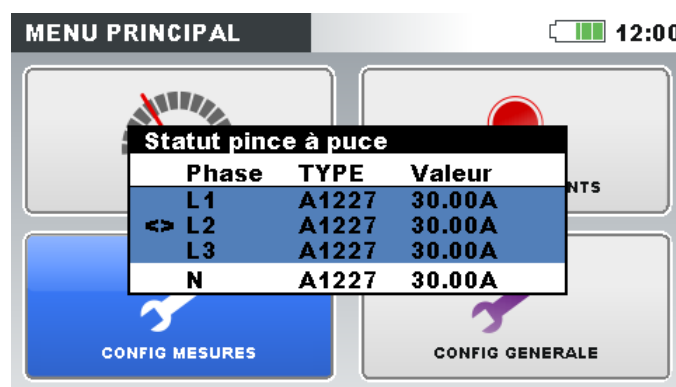 MENU PRINCIPAL 12:00
Statut pince à puce
Phase TYPE Valeur
L1 A1227 30.00A
<> L2 A1227 30.00A
L3 A1227 30.00A
N A1227 30.00A
CONFIG MESURES CONFIG GENERALE